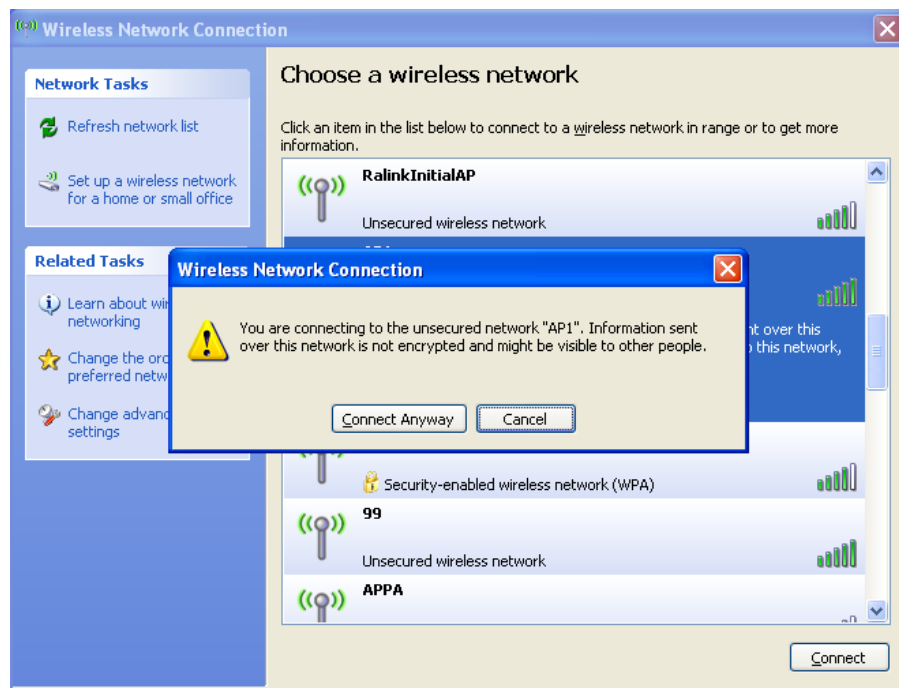 Wireless Network Connection
Network Tasks
Refresh network list
Set up a wireless network
for a home or small office
Related Tasks
Learn about
networking
Change the
preferred
Change
settings
Choose a wireless network
Click an item in the list below to connect to a wireless network in range or to get more
information.
RalinkInitialAP
Unsecured wireless network
over this
this network,
Wireless Network Connection
You are connecting to the unsecured network "AP1". Information sent
over this network is not encrypted and might be visible to other people.
Connect Anyway
Cancel
Security-enabled wireless network (WPA)
99
Unsecured wireless network
APPA
Connect